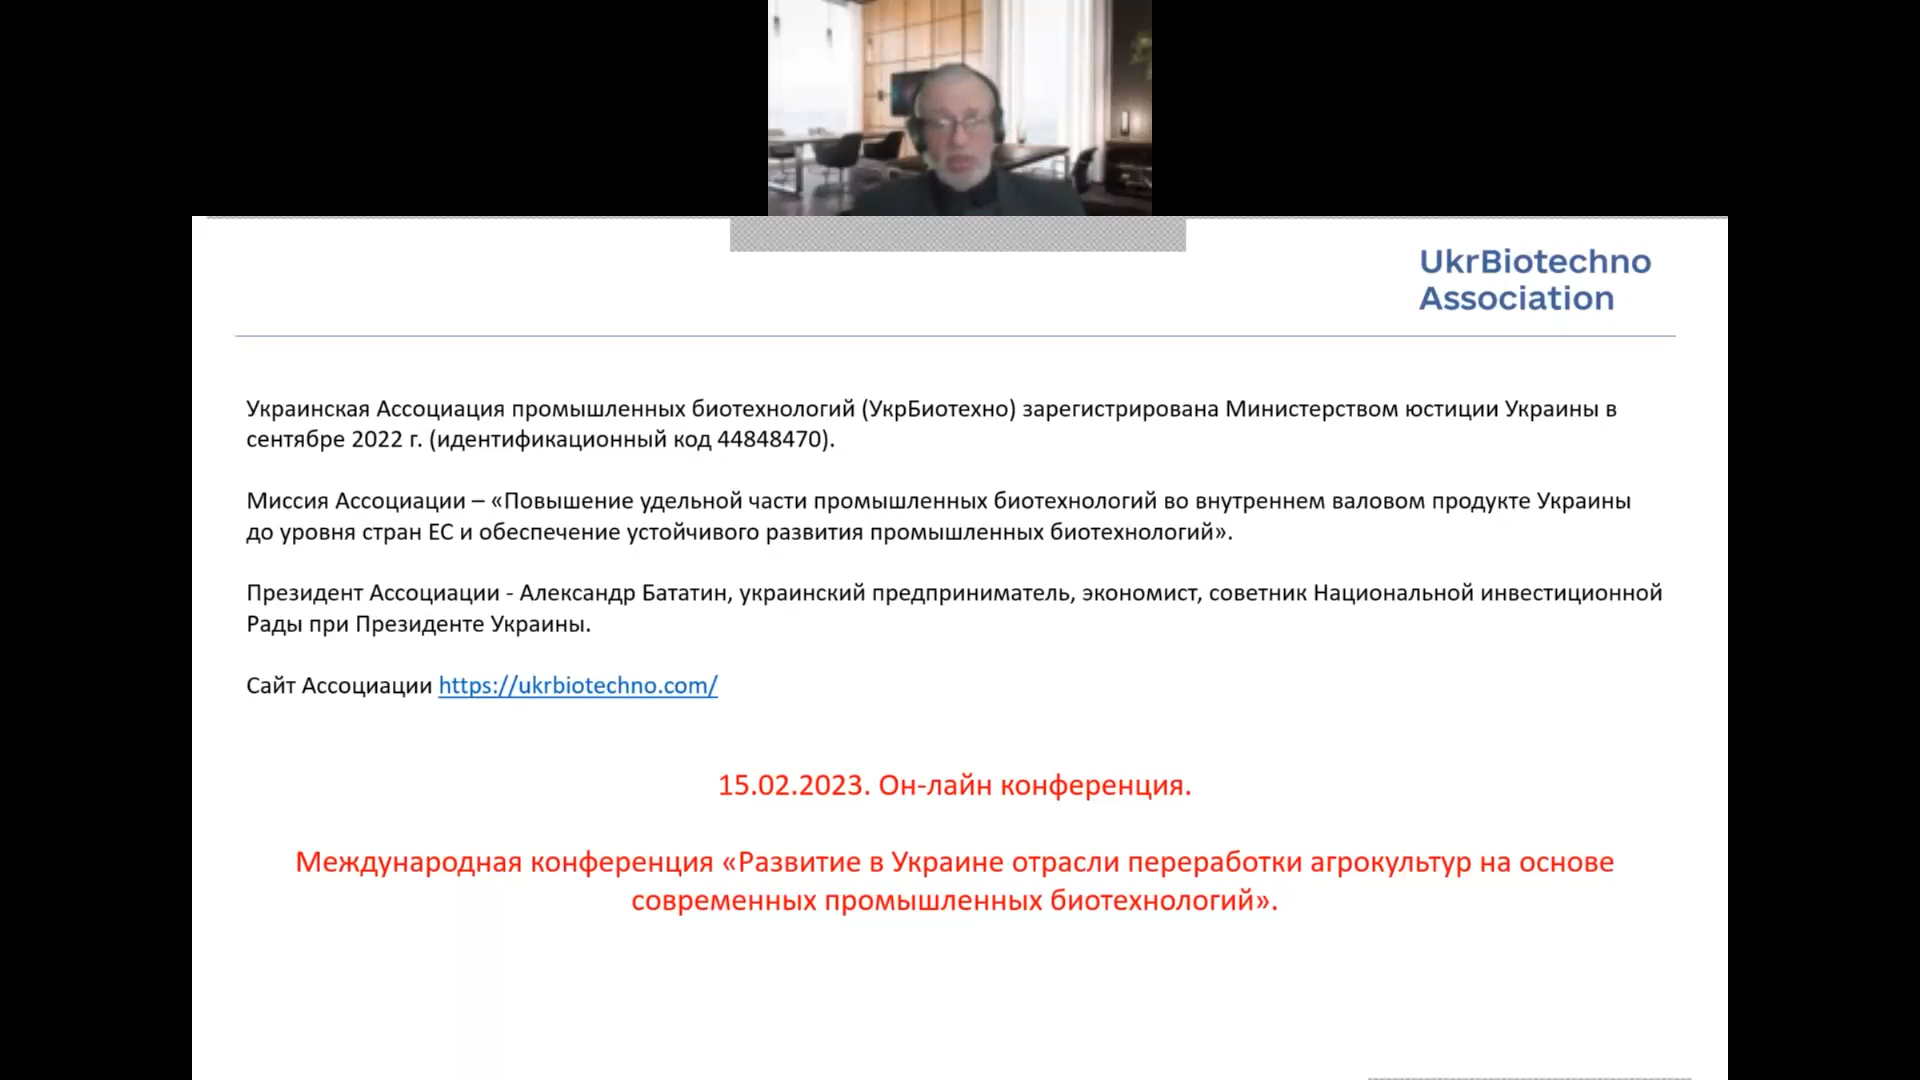 UkrBiotechno
Association
Украинская Ассоциация промышленных биотехнологий (УкрБиотехно) зарегистрирована Министерством юстиции Украины в
сентябре 2022 г. (идентификационный код 44848470).
Миссия Ассоциации – «Повышение удельной части промышленных биотехнологий во внутреннем валовом продукте Украины
до уровня стран ЕС и обеспечение устойчивого развития промышленных биотехнологий».
Президент Ассоциации - Александр Бататин, украинский предприниматель, экономист, советник Национальной инвестиционной
Рады при Президенте Украины.
Сайт Ассоциации https://ukrbiotechno.com/
15.02.2023. Он-лайн конференция.
Международная конференция «Развитие в Украине отрасли переработки агрокультур на основе
современных промышленных биотехнологий».